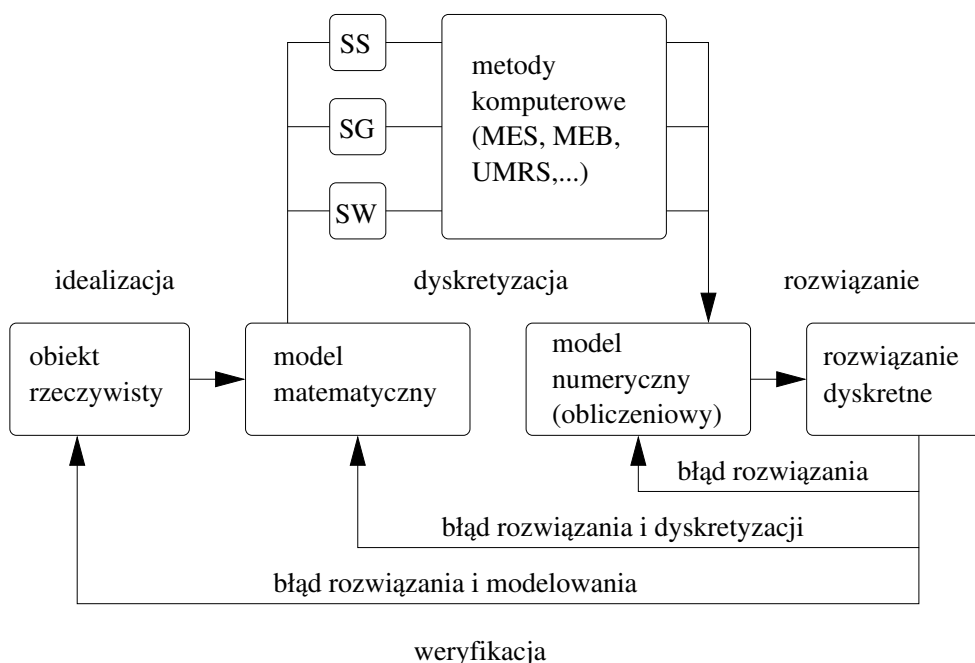 SS
SG
SW
metody
komputerowe
(MES, MEB,
UMRS,...)
idealizacja
dyskretyzacja
rozwiązanie
obiekt
rzeczywisty
model
matematyczny
model
numeryczny
(obliczeniowy)
rozwiązanie
dyskretne
błąd rozwiązania
błąd rozwiązania i dyskretyzacji
błąd rozwiązania i modelowania
weryfikacja